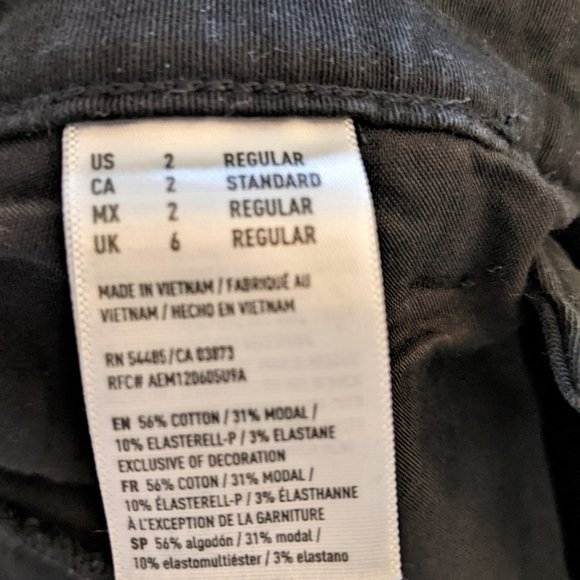 US 2 REGULAR
CA 2 STANDARD
MX 2 REGULAR
UK 6 REGULAR
MADE IN VIETNAM / FABRIQUÉ AU
VIETNAM / HECHO EN VIETNAM
RN 54485/CA 03873
RFC# AEM120605U9A
EN 56% COTTON / 31% MODAL /
10% ELASTERELL-P / 3% ELASTANE
EXCLUSIVE OF DECORATION
FR 56% COTON / 31% MODAL /
10% ÉLASTERELL-P / 3% ÉLASTHANNE
À L'EXCEPTION DE LA GARNITURE
SP 56% algodón / 31% modal /
10% elastomultiéster / 3% elastano